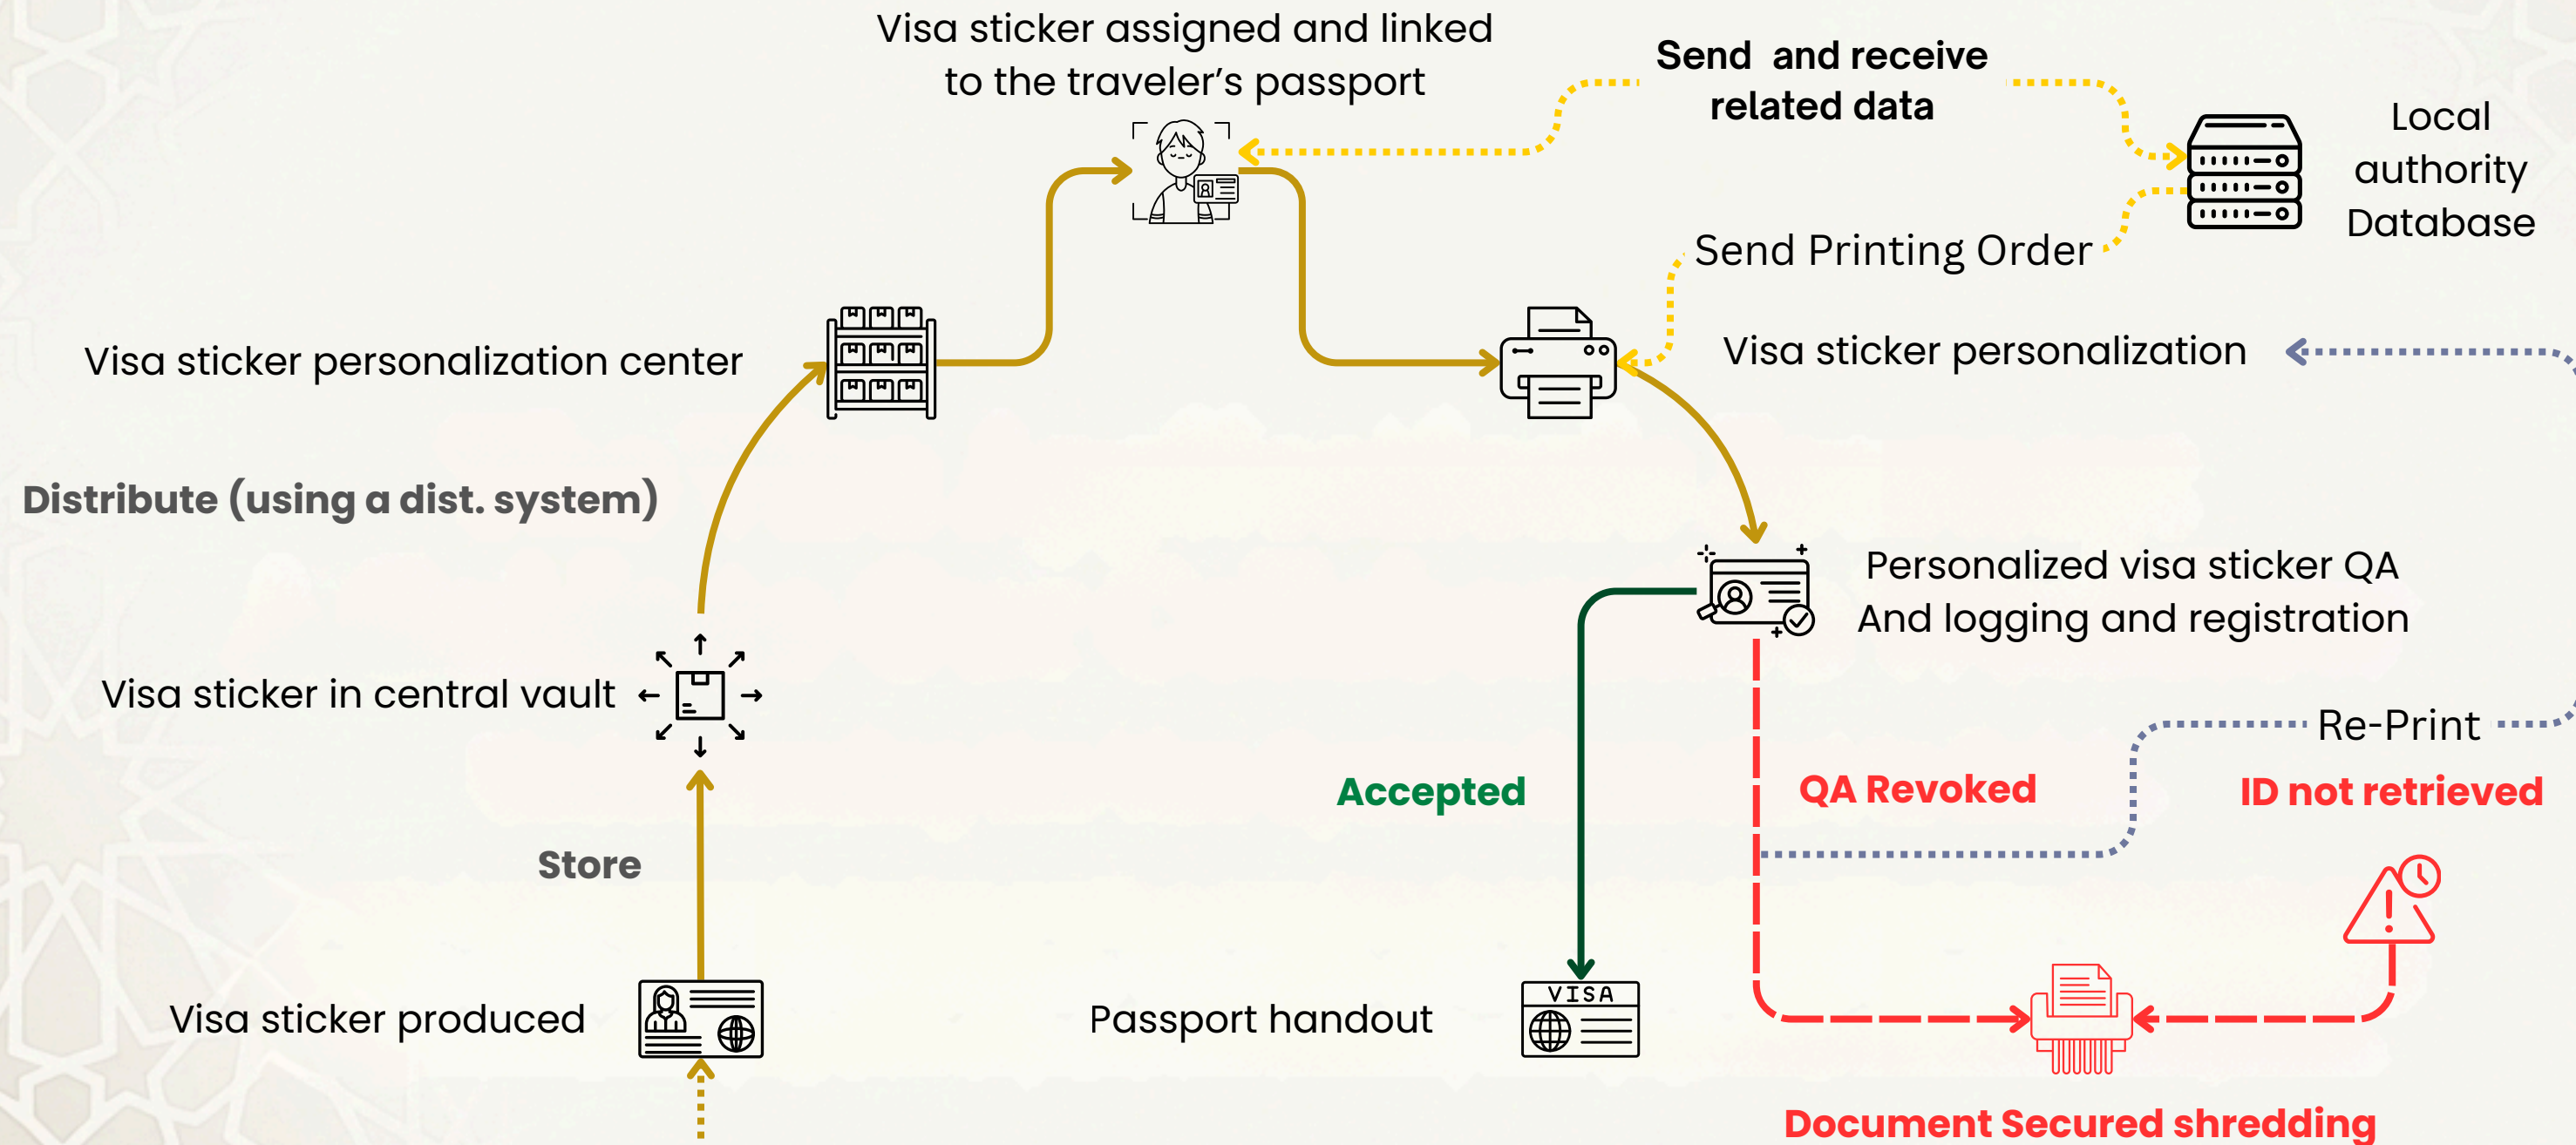 Visa sticker assigned and linked
to the traveler’s passport
Send and receive
related data
Local
authority
Database
Send Printing Order
Visa sticker personalization center
Visa sticker personalization
Distribute (using a dist. system)
Personalized visa sticker QA
And logging and registration
Visa sticker in central vault
Re-Print
Accepted
QA Revoked
ID not retrieved
Store
VISA
Visa sticker produced
Passport handout
Document Secured shredding